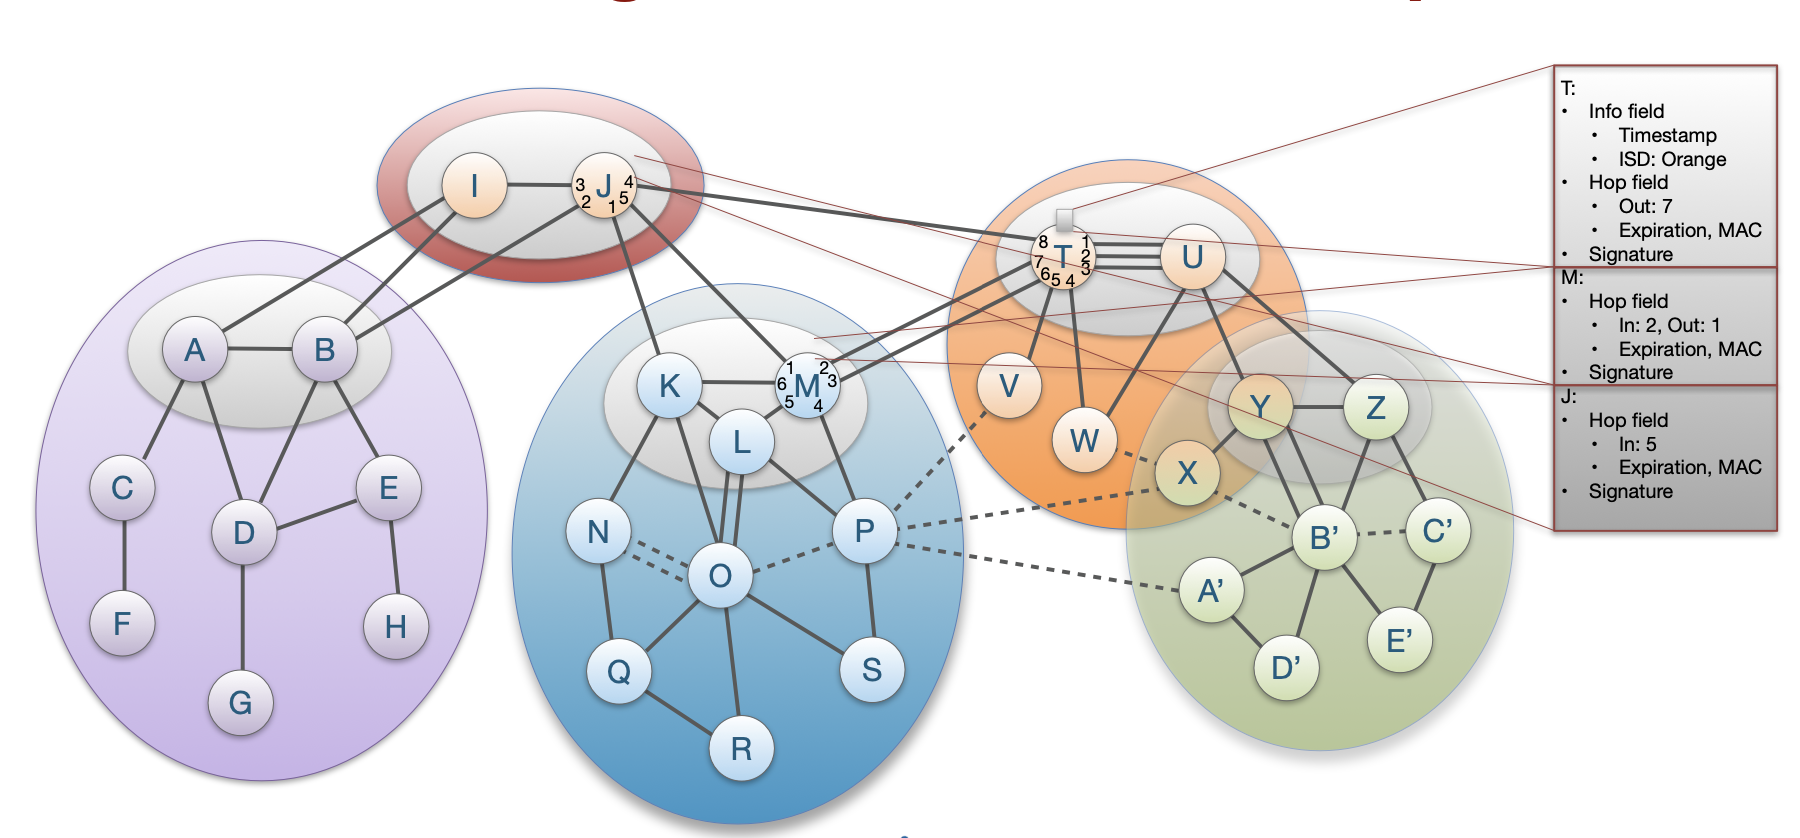 I
J
3
2
1
4
5
A
B
C
D
E
F
G
H
K
M
1
2
3
4
5
6
L
N
O
P
Q
R
S
T
8
7
6
5
4
1
2
3
U
V
W
X
Y
Z
A’
B’
C’
D’
E’
T:
• Info field
• Timestamp
• ISD: Orange
• Hop field
• Out: 7
• Expiration, MAC
• Signature
M:
• Hop field
• In: 2, Out: 1
• Expiration, MAC
• Signature
J:
• Hop field
• In: 5
• Expiration, MAC
• Signature